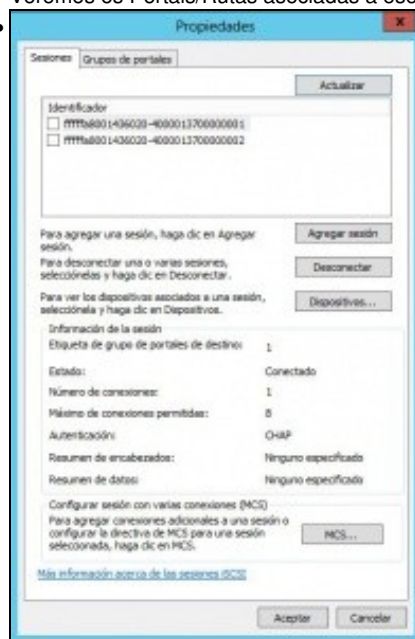 Veremos os Portals/Rutas asociadas a
Propiedades
x
Sesiones Grupos de portales
Actualizar
Identificador
fffffa8001436020-4000013700000001
fffffa8001436020-4000013700000002
Para agregar una sesión, haga clic en Agregar
sesión.
Agregar sesión
Para desconectar una o varias sesiones,
selecciónelas y haga clic en Desconectar.
Desconectar
Para ver los dispositivos asociados a una sesión,
selecciónela y haga clic en Dispositivos.
Dispositivos...
Información de la sesión
Etiqueta de grupo de portales de destino: 1
Estado: Conectado
Número de conexiones: 1
Máximo de conexiones permitidas: 8
Autenticación: CHAP
Resumen de encabezados: Ninguno especificado
Resumen de datos: Ninguno especificado
Configurar sesión con varias conexiones (MCS)
Para agregar conexiones adicionales a una sesión o
configurar la directiva de MCS para una sesión
seleccionada, haga clic en MCS.
MCS...
Más información acerca de las sesiones iSCSI
Aceptar Cancelar